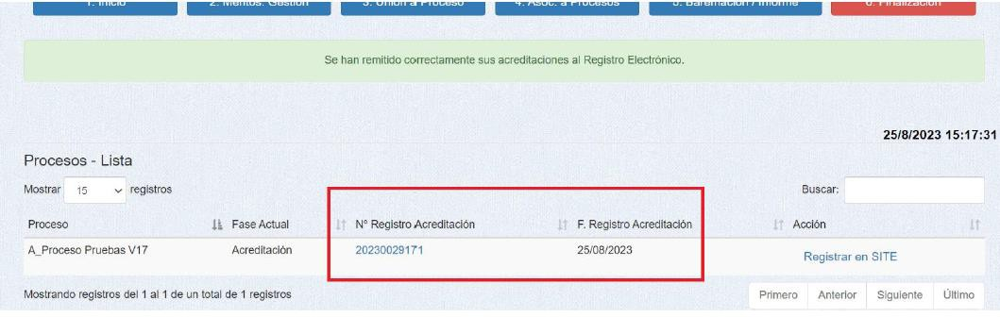 1. Inicio 2. Méritos. Gestión 3. Unión a Proceso 4. Asoc. a Procesos 5. Baremación / Informe 6. Finalización
Se han remitido correctamente sus acreditaciones al Registro Electrónico.
25/8/2023 15:17:31
Procesos - Lista
Mostrar 15 registros Buscar:
Proceso Fase Actual Nº Registro Acreditación F. Registro Acreditación Acción
A_Proceso Pruebas V17 Acreditación 20230029171 25/08/2023 Registrar en SITE
Mostrando registros del 1 al 1 de un total de 1 registros Primero Anterior Siguiente Último